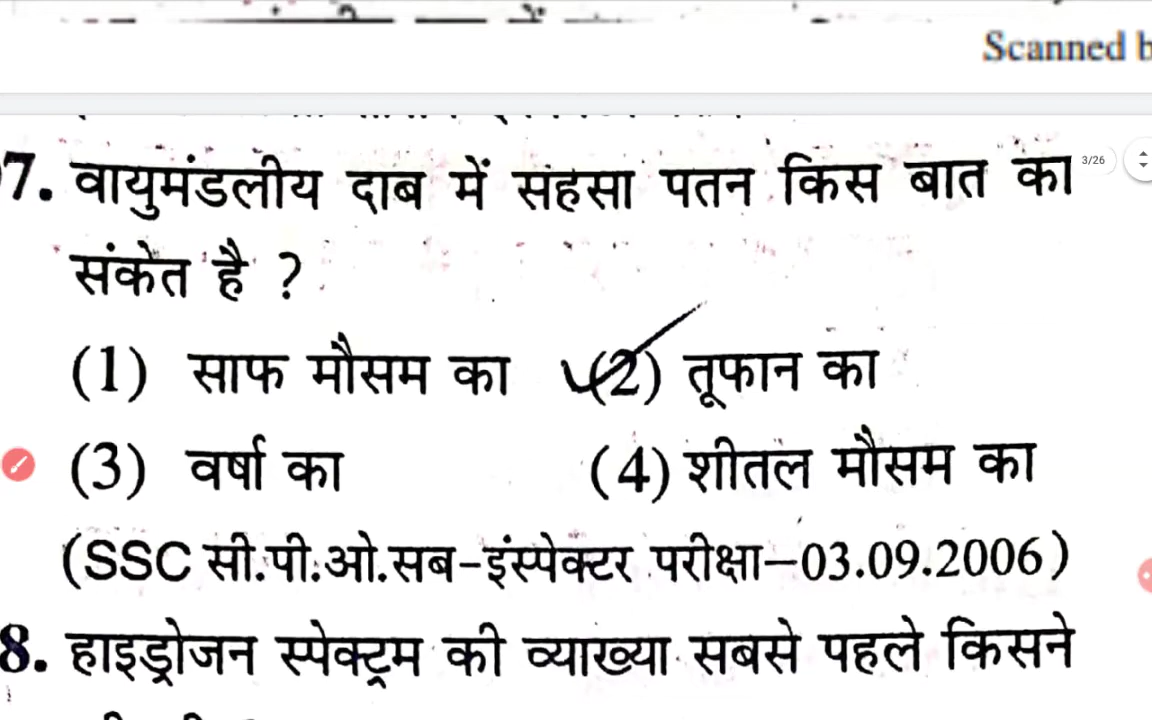 Scanned b
7. वायुमंडलीय दाब में सहसा पतन किस बात का
3/26
संकेत है ?
(1) साफ मौसम का (2) तूफान का
(3) वर्षा का (4) शीतल मौसम का
(SSC सी.पी.ओ.सब-इंस्पेक्टर परीक्षा–03.09.2006)
8. हाइड्रोजन स्पेक्ट्रम की व्याख्या सबसे पहले किसने